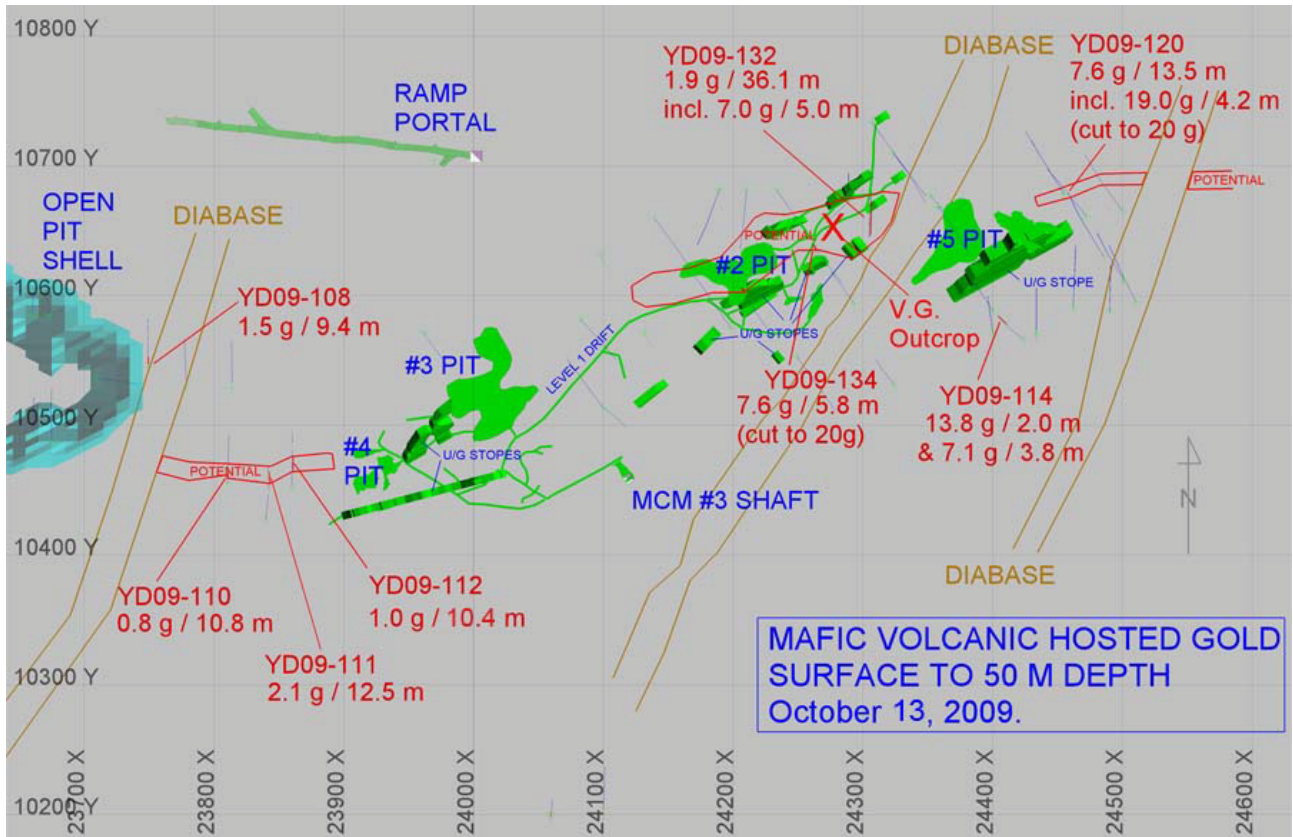 10800 Y
DIABASE
YD09-120
7.6 g / 13.5 m
incl. 19.0 g / 4.2 m
(cut to 20 g)
YD09-132
1.9 g / 36.1 m
incl. 7.0 g / 5.0 m
RAMP
PORTAL
10700 Y
POTENTIAL
OPEN
PIT
SHELL
DIABASE
POTENTIAL
#5 PIT
#2 PIT
U/G STOPE
10600 Y
YD09-108
1.5 g / 9.4 m
V.G.
Outcrop
U/G STOPES
LEVEL 1 DRIFT
#3 PIT
YD09-134
7.6 g / 5.8 m
(cut to 20g)
YD09-114
13.8 g / 2.0 m
& 7.1 g / 3.8 m
10500 Y
#4
PIT
U/G STOPES
POTENTIAL
MCM #3 SHAFT
N
10400 Y
DIABASE
YD09-110
0.8 g / 10.8 m
YD09-112
1.0 g / 10.4 m
YD09-111
2.1 g / 12.5 m
10300 Y
MAFIC VOLCANIC HOSTED GOLD
SURFACE TO 50 M DEPTH
October 13, 2009.
10200 Y
23700 X
23800 X
23900 X
24000 X
24100 X
24200 X
24300 X
24400 X
24500 X
24600 X